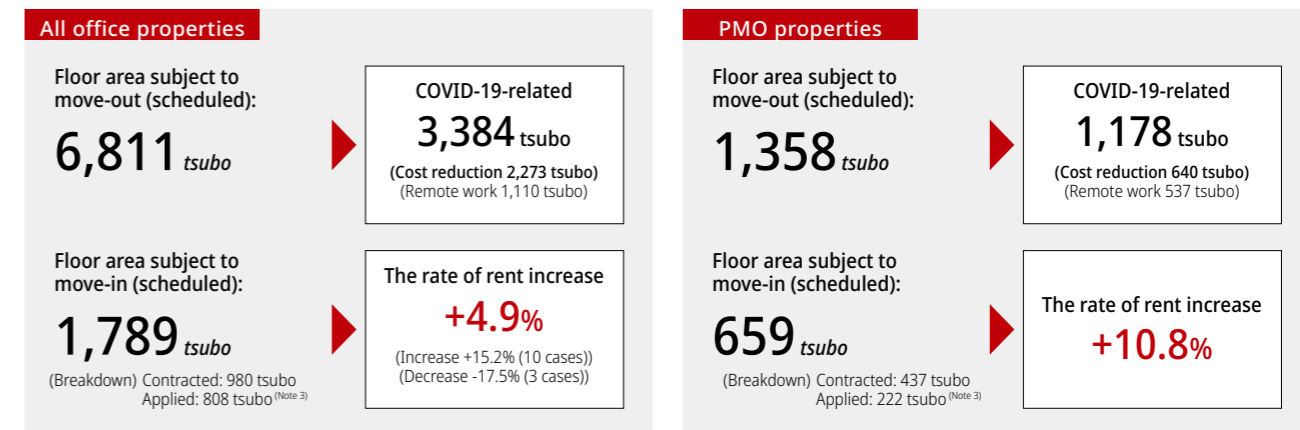 All office properties
Floor area subject to
move-out (scheduled):
6,811 tsubo
COVID-19-related
3,384 tsubo
(Cost reduction 2,273 tsubo)
(Remote work 1,110 tsubo)
Floor area subject to
move-in (scheduled):
1,789 tsubo
(Breakdown) Contracted: 980 tsubo
Applied: 808 tsubo (Note 3)
The rate of rent increase
+4.9%
(Increase +15.2% (10 cases))
(Decrease -17.5% (3 cases))
PMO properties
Floor area subject to
move-out (scheduled):
1,358 tsubo
COVID-19-related
1,178 tsubo
(Cost reduction 640 tsubo)
(Remote work 537 tsubo)
Floor area subject to
move-in (scheduled):
659 tsubo
(Breakdown) Contracted: 437 tsubo
Applied: 222 tsubo (Note 3)
The rate of rent increase
+10.8%